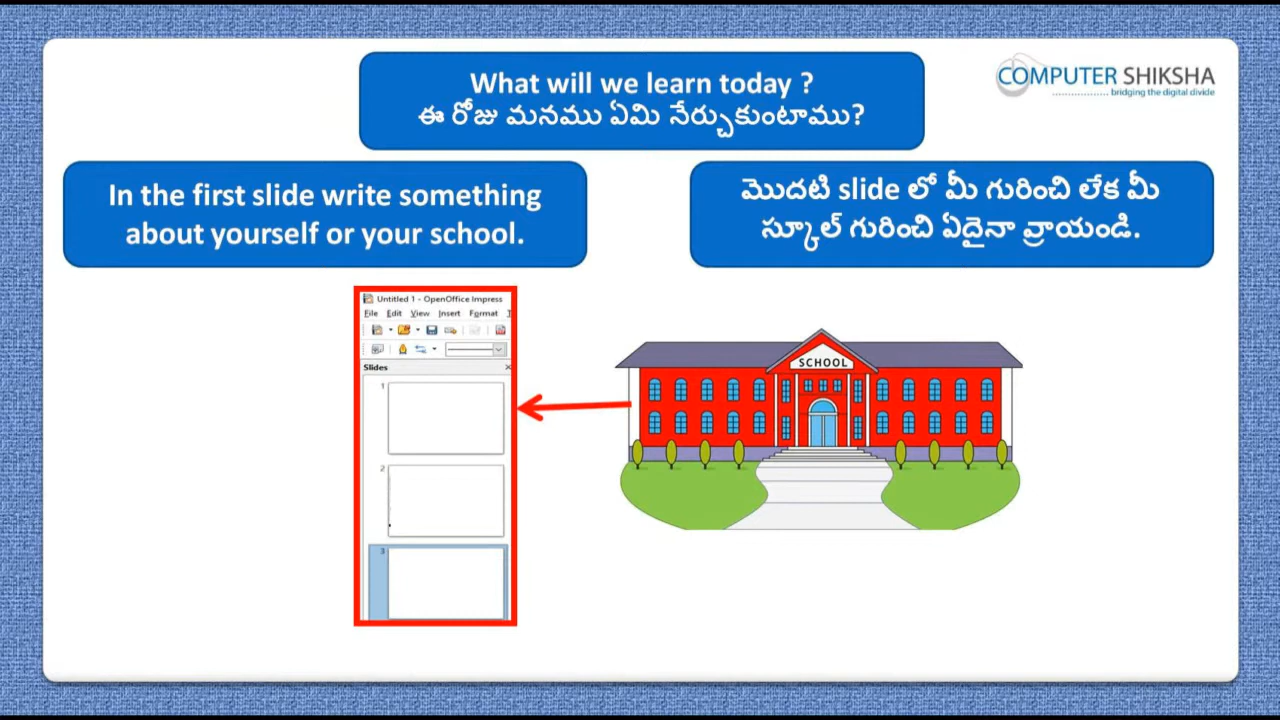 What will we learn today ?
ఈ రోజు మనము ఏమి నేర్చుకుంటాము?
COMPUTER SHIKSHA
bridging the digital divide
In the first slide write something
about yourself or your school.
మొదటి slide లో మీ గురించి లేక మీ
స్కూల్ గురించి ఏదైనా వ్రాయండి.
Untitled 1 - OpenOffice Impress
File Edit View Insert Format T
Slides
1
2
3
SCHOOL